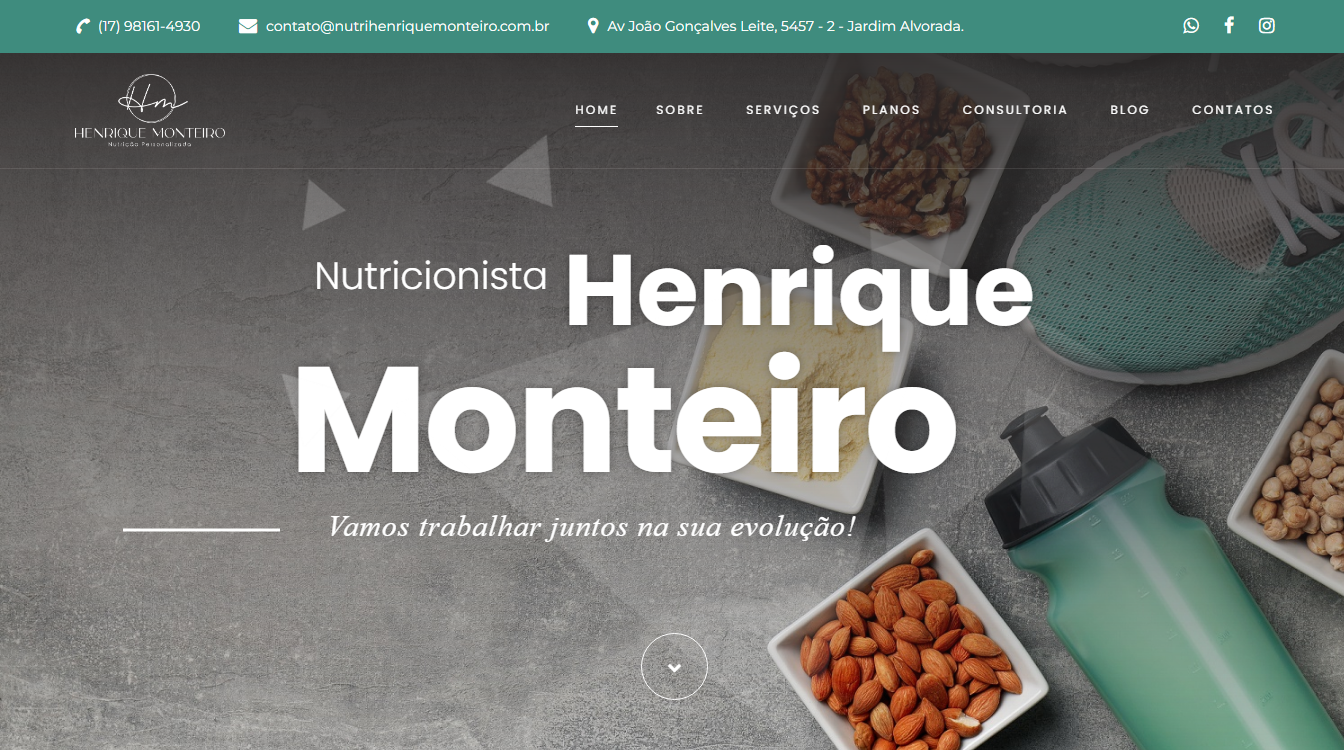 (17) 98161-4930 contato@nutrihenriquemonteiro.com.br Av João Gonçalves Leite, 5457 - 2 - Jardim Alvorada.
Hm
HENRIQUE MONTEIRO
Nutrição Personalizada
HOME SOBRE SERVIÇOS PLANOS CONSULTORIA BLOG CONTATOS
Nutricionista Henrique
Monteiro
Vamos trabalhar juntos na sua evolução!